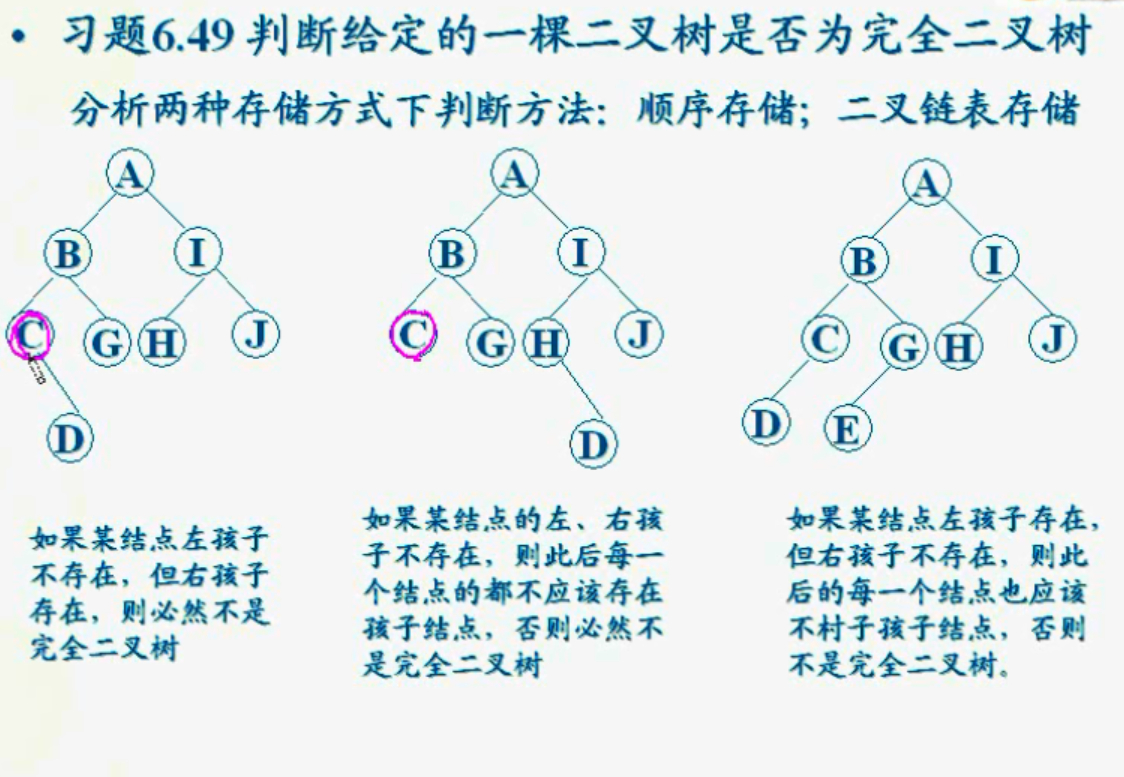 • 习题6.49 判断给定的一棵二叉树是否为完全二叉树
分析两种存储方式下判断方法：顺序存储；二叉链表存储
A
B I
C G H J
D
A
B I
C G H J
D
A
B I
C G H J
D E
如果某结点左孩子
不存在，但右孩子
存在，则必然不是
完全二叉树
如果某结点的左、右孩
子不存在，则此后每一
个结点的都不应该存在
孩子结点，否则必然不
是完全二叉树
如果某结点左孩子存在，
但右孩子不存在，则此
后的每一个结点也应该
不村子孩子结点，否则
不是完全二叉树。